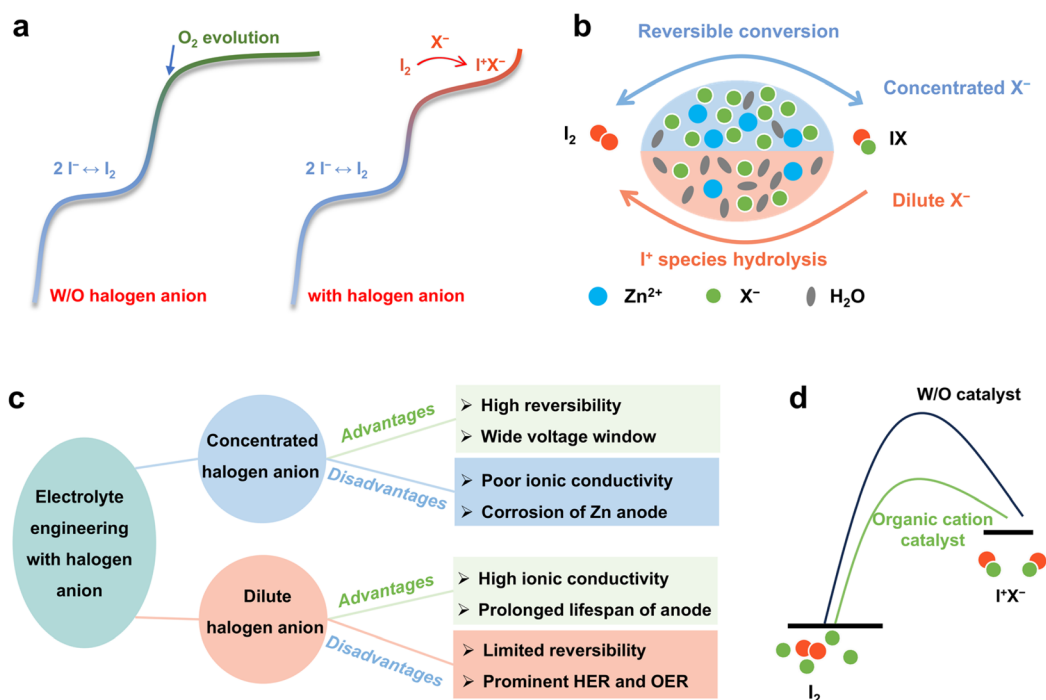 a
O₂ evolution
2 I⁻ ↔ I₂
W/O halogen anion
X⁻
I₂
I⁺X⁻
2 I⁻ ↔ I₂
with halogen anion
b
Reversible conversion
Concentrated X⁻
I₂
IX
Dilute X⁻
I⁺ species hydrolysis
Zn²⁺
X⁻
H₂O
c
Electrolyte
engineering
with halogen
anion
Concentrated
halogen anion
Advantages
➢ High reversibility
➢ Wide voltage window
Disadvantages
➢ Poor ionic conductivity
➢ Corrosion of Zn anode
Dilute
halogen anion
Advantages
➢ High ionic conductivity
➢ Prolonged lifespan of anode
Disadvantages
➢ Limited reversibility
➢ Prominent HER and OER
d
W/O catalyst
Organic cation
catalyst
I⁺X⁻
I₂